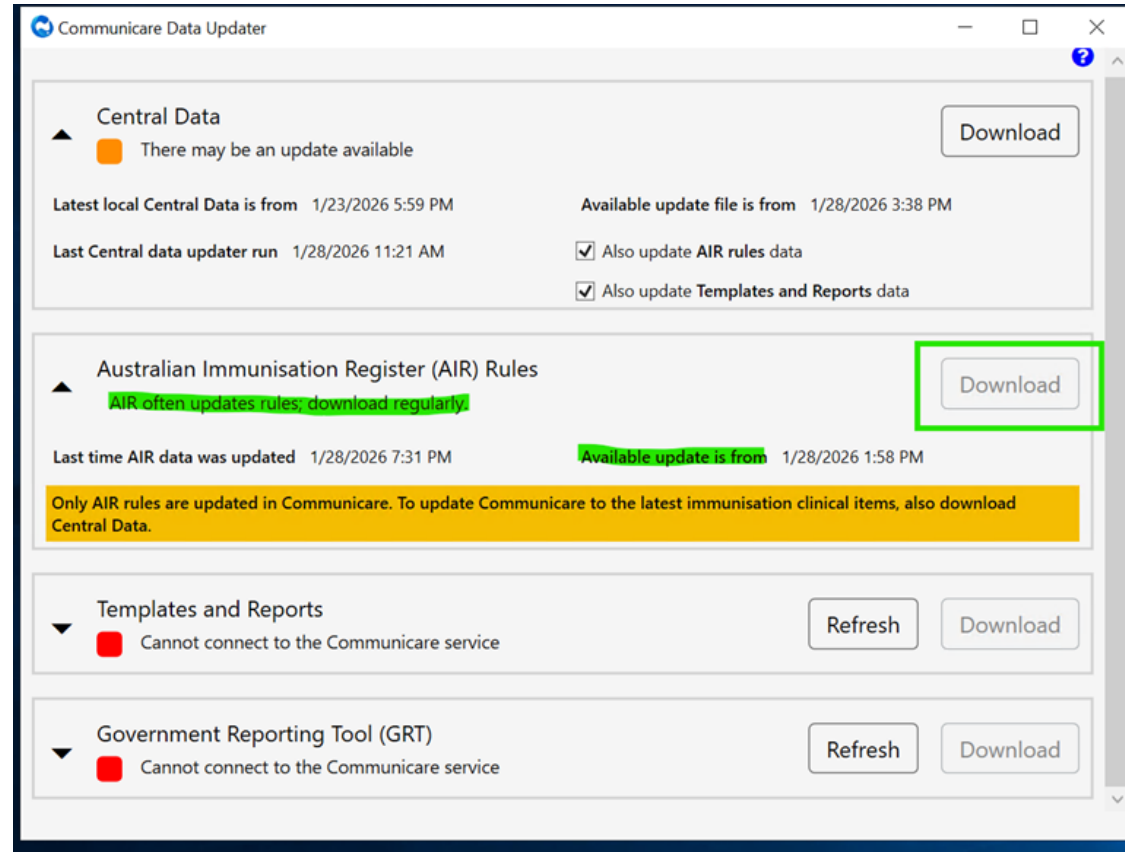 Communicare Data Updater
?
Central Data
Download
There may be an update available
Latest local Central Data is from 1/23/2026 5:59 PM
Available update file is from 1/28/2026 3:38 PM
Last Central data updater run 1/28/2026 11:21 AM
Also update AIR rules data
Also update Templates and Reports data
Australian Immunisation Register (AIR) Rules
Download
AIR often updates rules; download regularly.
Last time AIR data was updated 1/28/2026 7:31 PM
Available update is from 1/28/2026 1:58 PM
Only AIR rules are updated in Communicare. To update Communicare to the latest immunisation clinical items, also download
Central Data.
Templates and Reports
Refresh
Download
Cannot connect to the Communicare service
Government Reporting Tool (GRT)
Refresh
Download
Cannot connect to the Communicare service